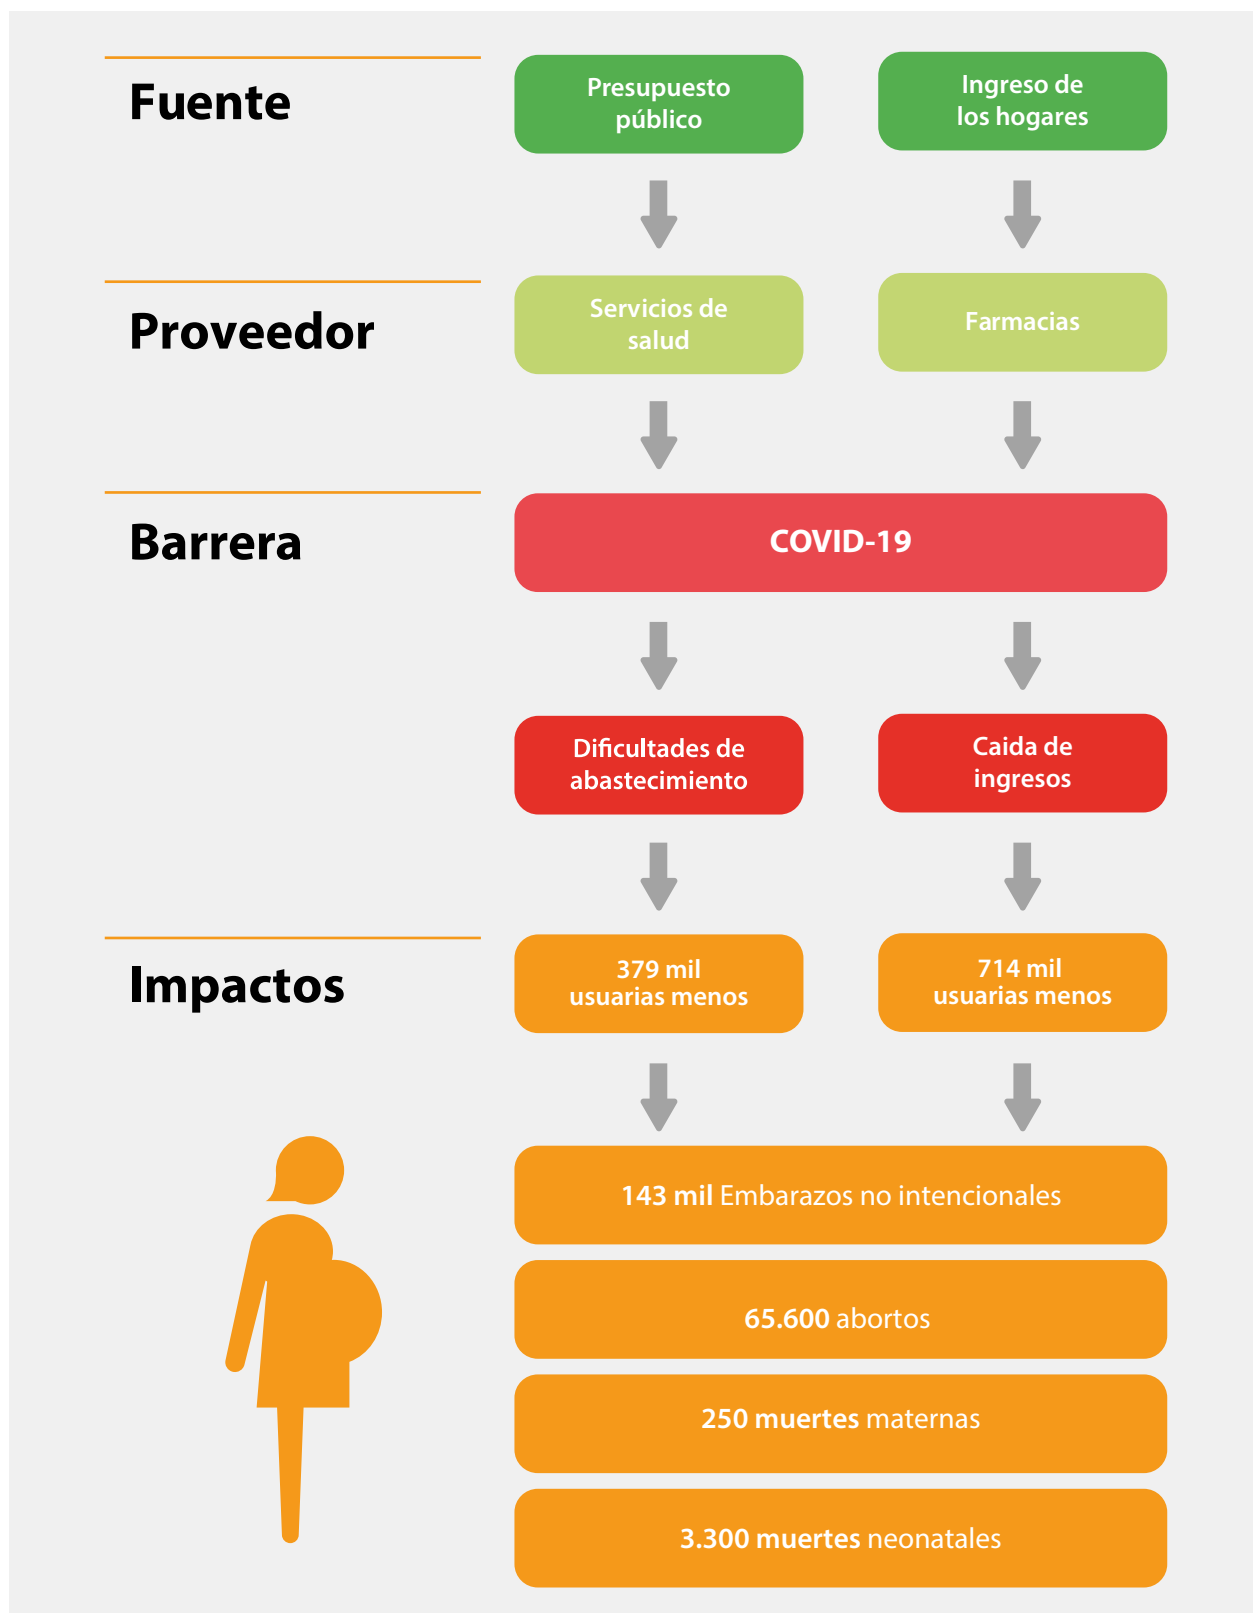 Fuente
Presupuesto
público
Ingreso de
los hogares
Proveedor
Servicios de
salud
Farmacias
Barrera
COVID-19
Dificultades de
abastecimiento
Caida de
ingresos
Impactos
379 mil
usuarias menos
714 mil
usuarias menos
143 mil Embarazos no intencionales
65.600 abortos
250 muertes maternas
3.300 muertes neonatales